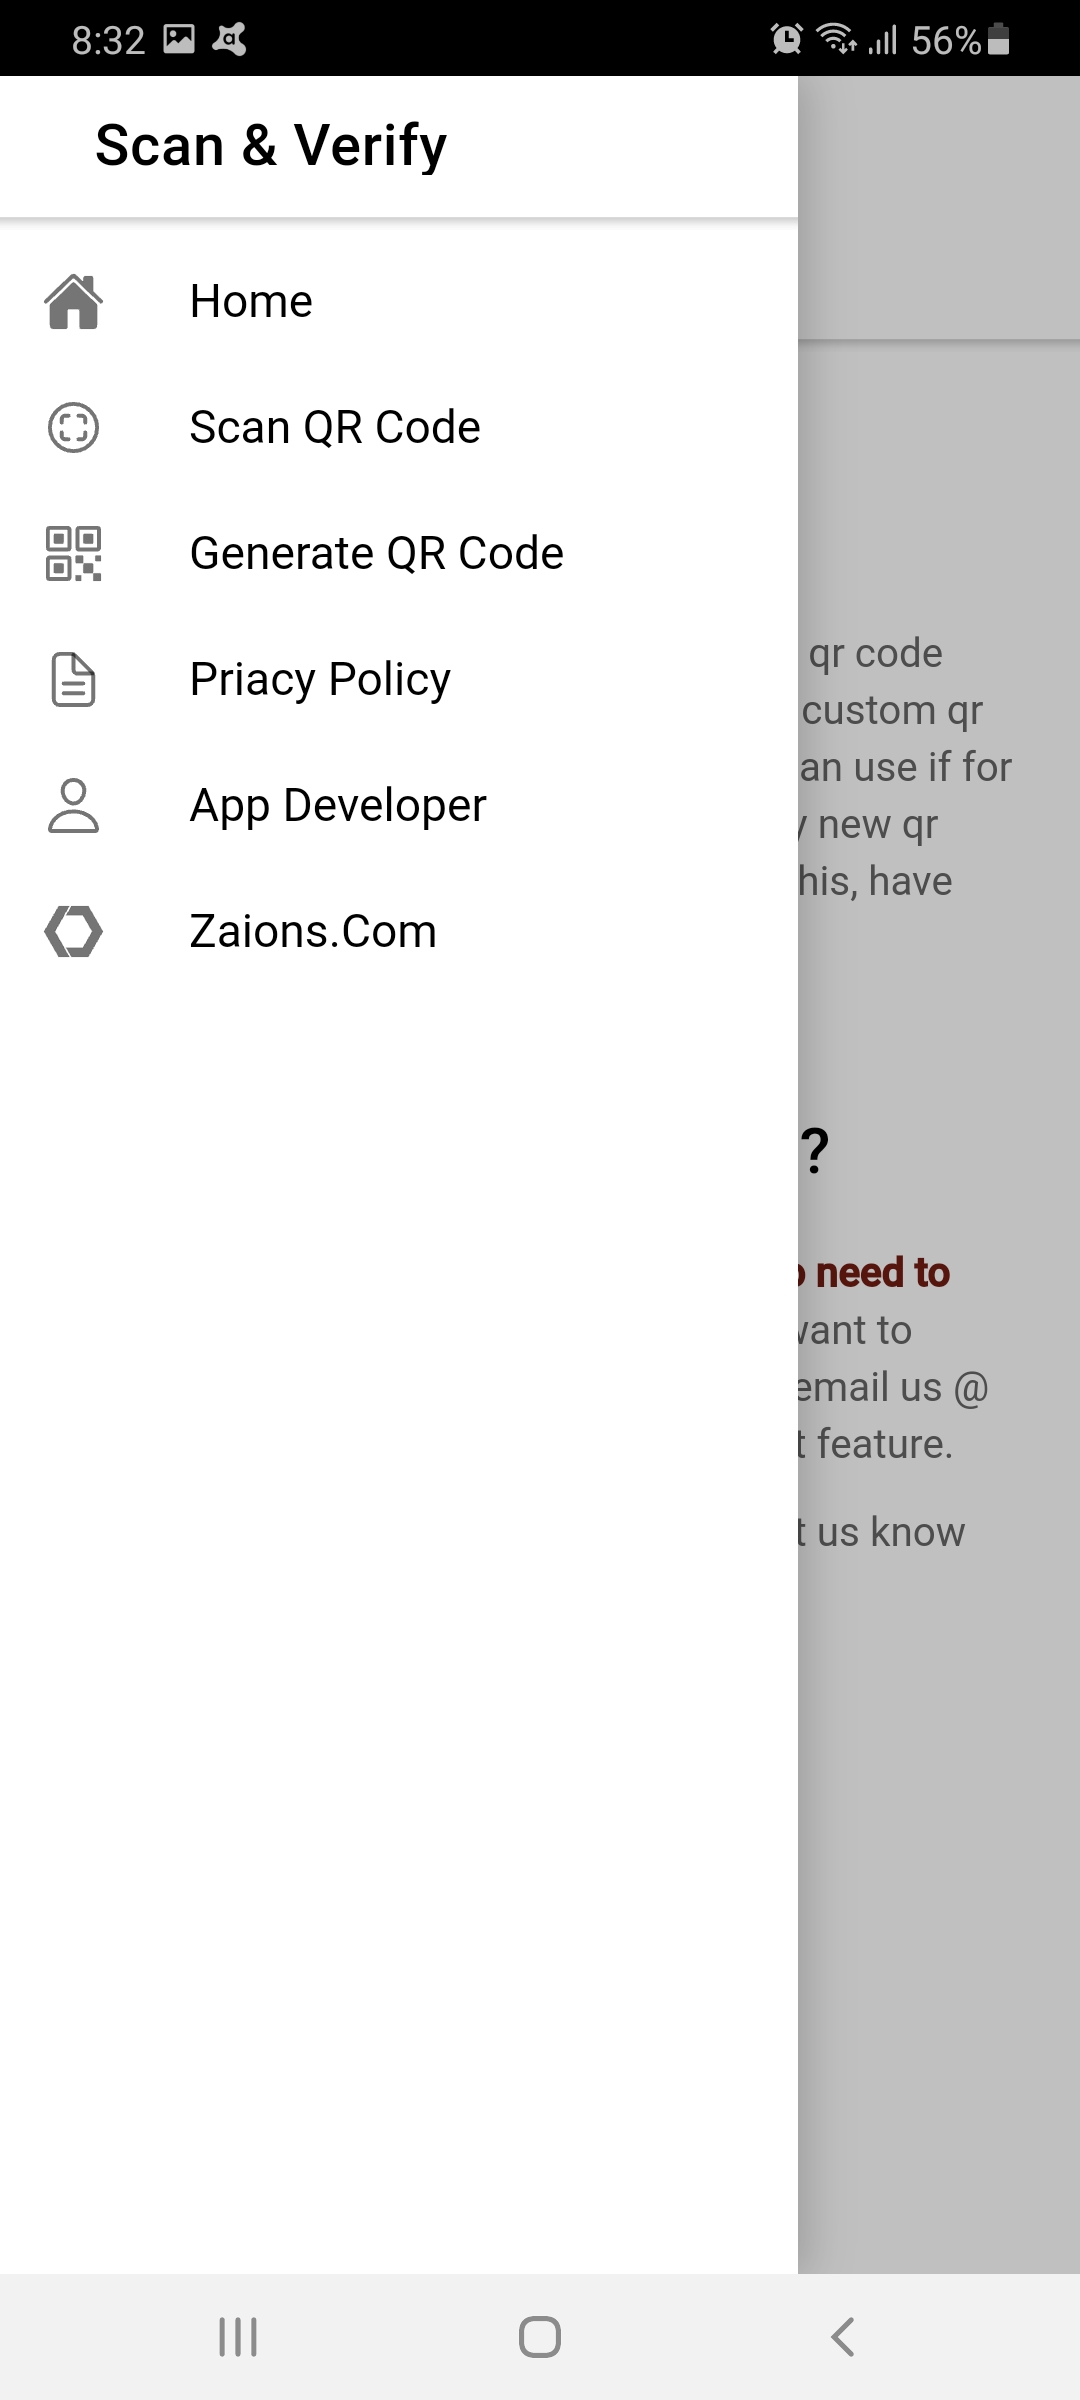 8:32
56%
Scan & Verify
Home
Scan QR Code
Generate QR Code
Priacy Policy
App Developer
Zaions.Com
qr code
custom qr
an use if for
new qr
his, have
?
need to
ant to
email us @
t feature.
t us know